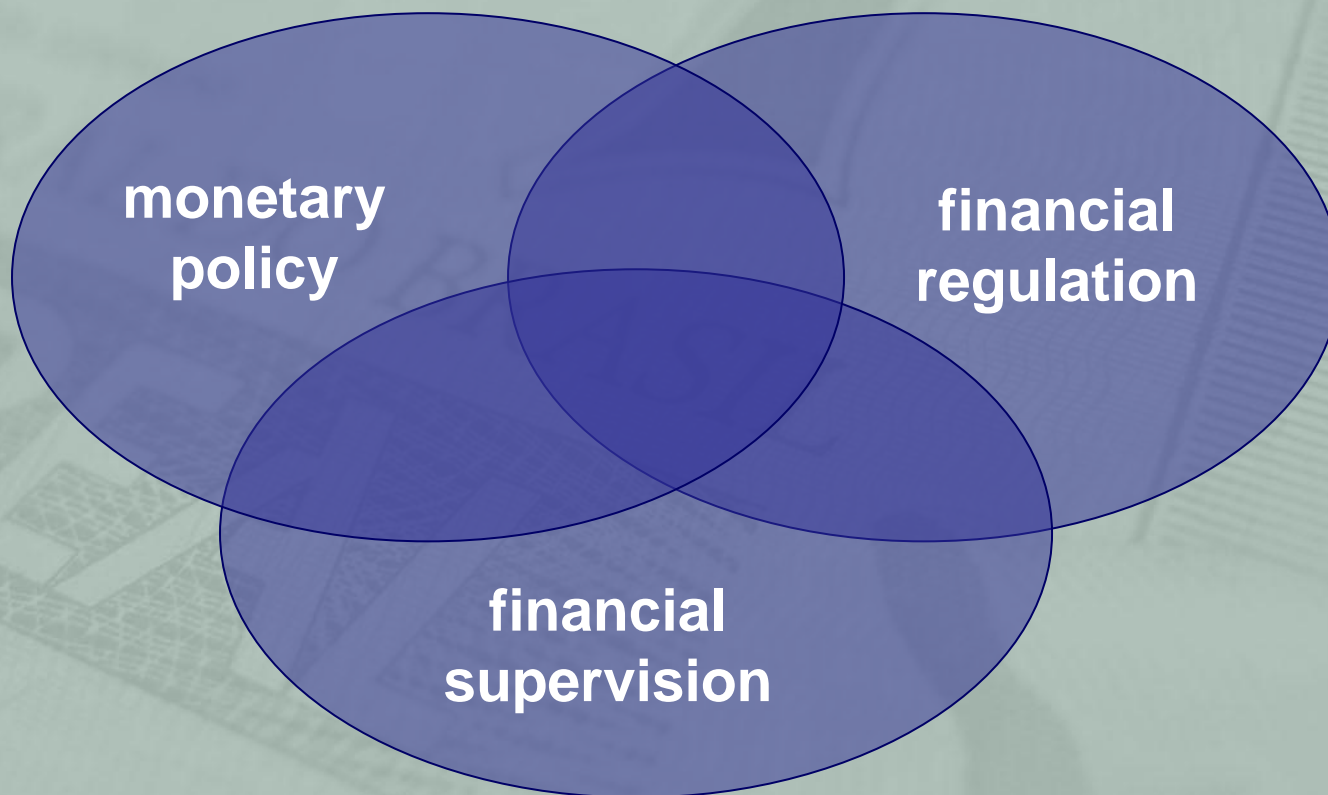 monetary
policy
financial
regulation
financial
supervision